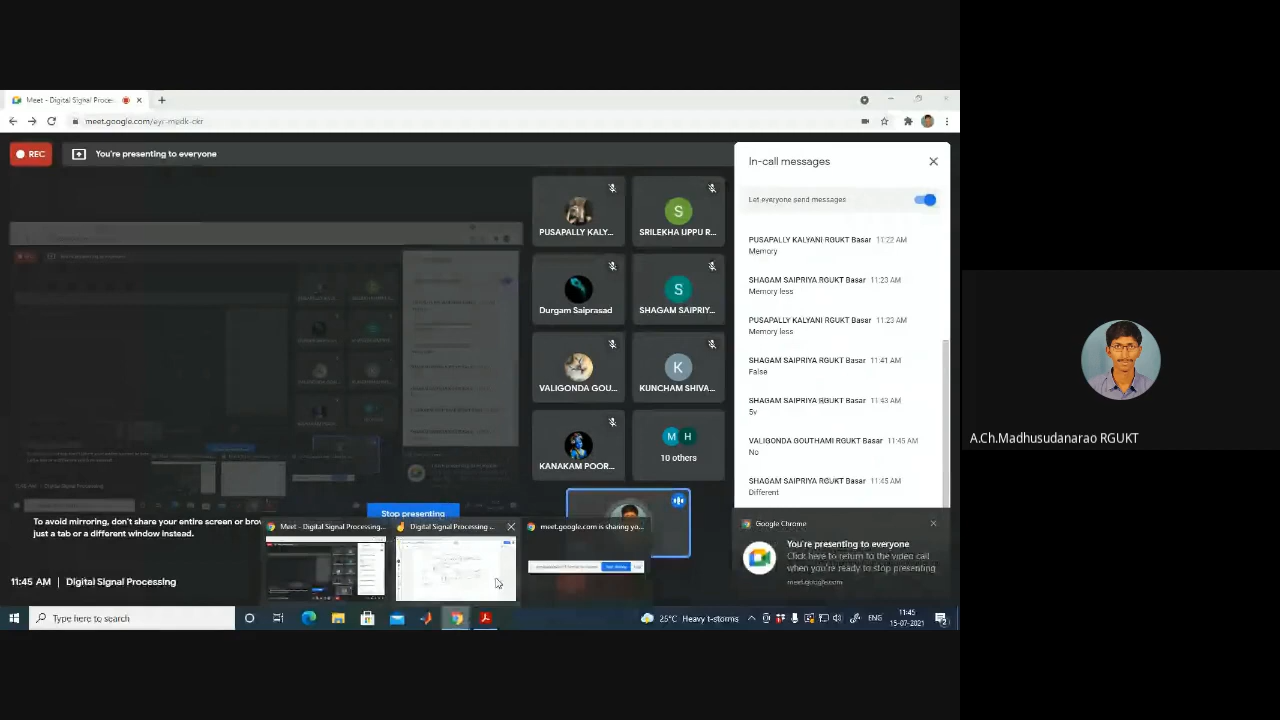 Meet - Digital Signal Proce
meet.google.com/eyc-mpdk-ckr
REC
You're presenting to everyone
In-call messages
Let everyone send messages
PUSAPALLY KALYANI RGUKT Basar 11:22 AM
Memory
SHAGAM SAIPRIYA RGUKT Basar 11:23 AM
Memory less
PUSAPALLY KALYANI RGUKT Basar 11:23 AM
Memory less
SHAGAM SAIPRIYA RGUKT Basar 11:41 AM
False
SHAGAM SAIPRIYA RGUKT Basar 11:43 AM
5v
VALIGONDA GOUTHAMI RGUKT Basar 11:45 AM
No
SHAGAM SAIPRIYA RGUKT Basar 11:45 AM
Different
PUSAPALLY KALY...
S
SRILEKHA UPPU R...
Durgam Saiprasad
S
SHAGAM SAIPRIY...
VALIGONDA GOU...
K
KUNCHAM SHIVA...
KANAKAM POOR...
M H
10 others
A.Ch.Madhusudanarao RGUKT
Stop presenting
To avoid mirroring, don't share your entire screen or brow
just a tab or a different window instead.
Meet - Digital Signal Processing...
Digital Signal Processing ...
meet.google.com is sharing yo...
Google Chrome
You're presenting to everyone
Click here to return to the video call
when you're ready to stop presenting
meet.google.com
11:45 AM | Digital Signal Processing
Type here to search
25°C Heavy t-storms
ENG
11:45
15-07-2021